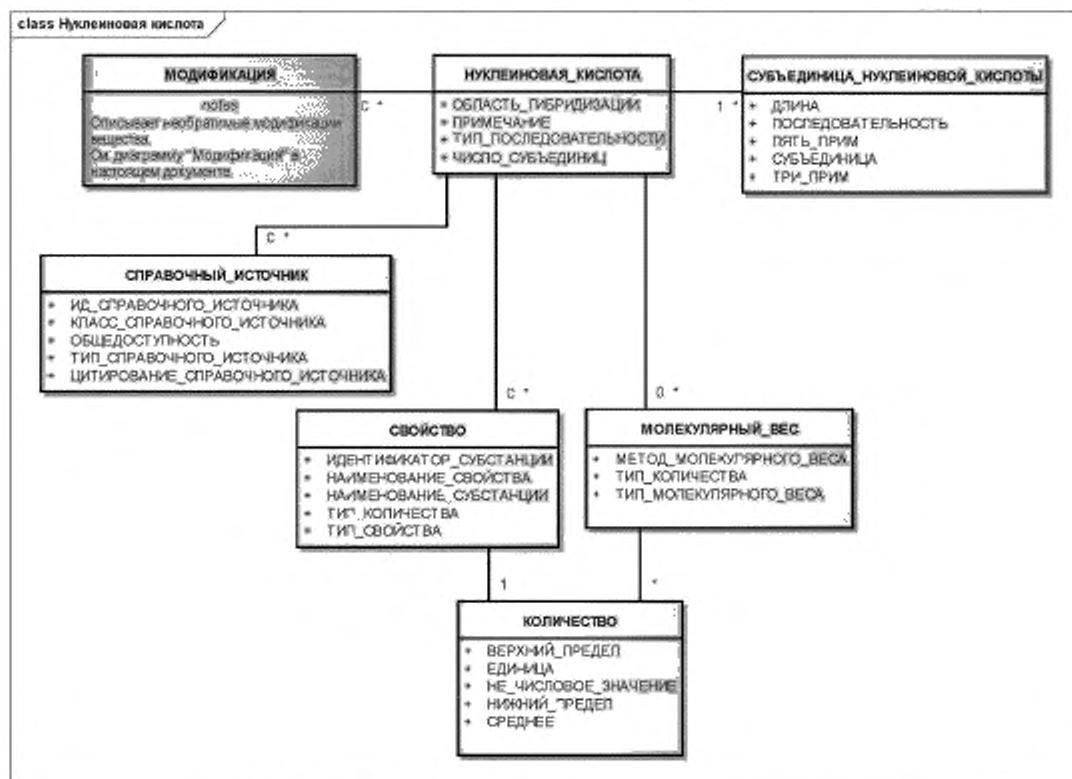 class Нуклеиновая кислота
МОДИФИКАЦИЯ
notes
Описывает необратимые модификации
вещества.
См. диаграмму "Модификация" в
настоящем документе.
НУКЛЕИНОВАЯ_КИСЛОТА
+ ОБЛАСТЬ_ГИБРИДИЗАЦИИ
+ ПРИМЕЧАНИЕ
+ ТИП_ПОСЛЕДОВАТЕЛЬНОСТИ
+ ЧИСЛО_СУБЪЕДИНИЦ
СУБЪЕДИНИЦА_НУКЛЕИНОВОЙ_КИСЛОТЫ
+ ДЛИНА
+ ПОСЛЕДОВАТЕЛЬНОСТЬ
+ ПЯТЬ_ПРИМ
+ СУБЪЕДИНИЦА
+ ТРИ_ПРИМ
0 *
1 *
0 *
СПРАВОЧНЫЙ_ИСТОЧНИК
+ ИД_СПРАВОЧНОГО_ИСТОЧНИКА
+ КЛАСС_СПРАВОЧНОГО_ИСТОЧНИКА
+ ОБЩЕДОСТУПНОСТЬ
+ ТИП_СПРАВОЧНОГО_ИСТОЧНИКА
+ ЦИТИРОВАНИЕ_СПРАВОЧНОГО_ИСТОЧНИКА
0 *
0 *
СВОЙСТВО
+ ИДЕНТИФИКАТОР_СУБСТАНЦИИ
+ НАИМЕНОВАНИЕ_СВОЙСТВА
+ НАИМЕНОВАНИЕ_СУБСТАНЦИИ
+ ТИП_КОЛИЧЕСТВА
+ ТИП_СВОЙСТВА
МОЛЕКУЛЯРНЫЙ_ВЕС
+ МЕТОД_МОЛЕКУЛЯРНОГО_ВЕСА
+ ТИП_КОЛИЧЕСТВА
+ ТИП_МОЛЕКУЛЯРНОГО_ВЕСА
1
*
КОЛИЧЕСТВО
+ ВЕРХНИЙ_ПРЕДЕЛ
+ ЕДИНИЦА
+ НЕ_ЧИСЛОВОЕ_ЗНАЧЕНИЕ
+ НИЖНИЙ_ПРЕДЕЛ
+ СРЕДНЕЕ